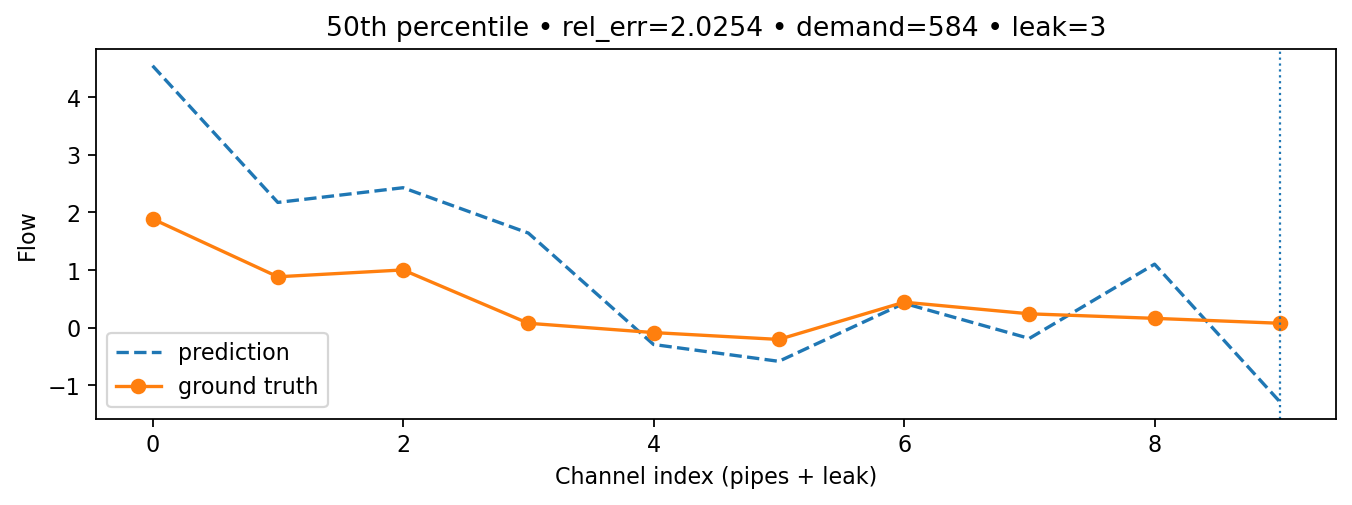 50th percentile • rel_err=2.0254 • demand=584 • leak=3
4
3
2
1
0
−1
Flow
prediction
ground truth
0 2 4 6 8
Channel index (pipes + leak)